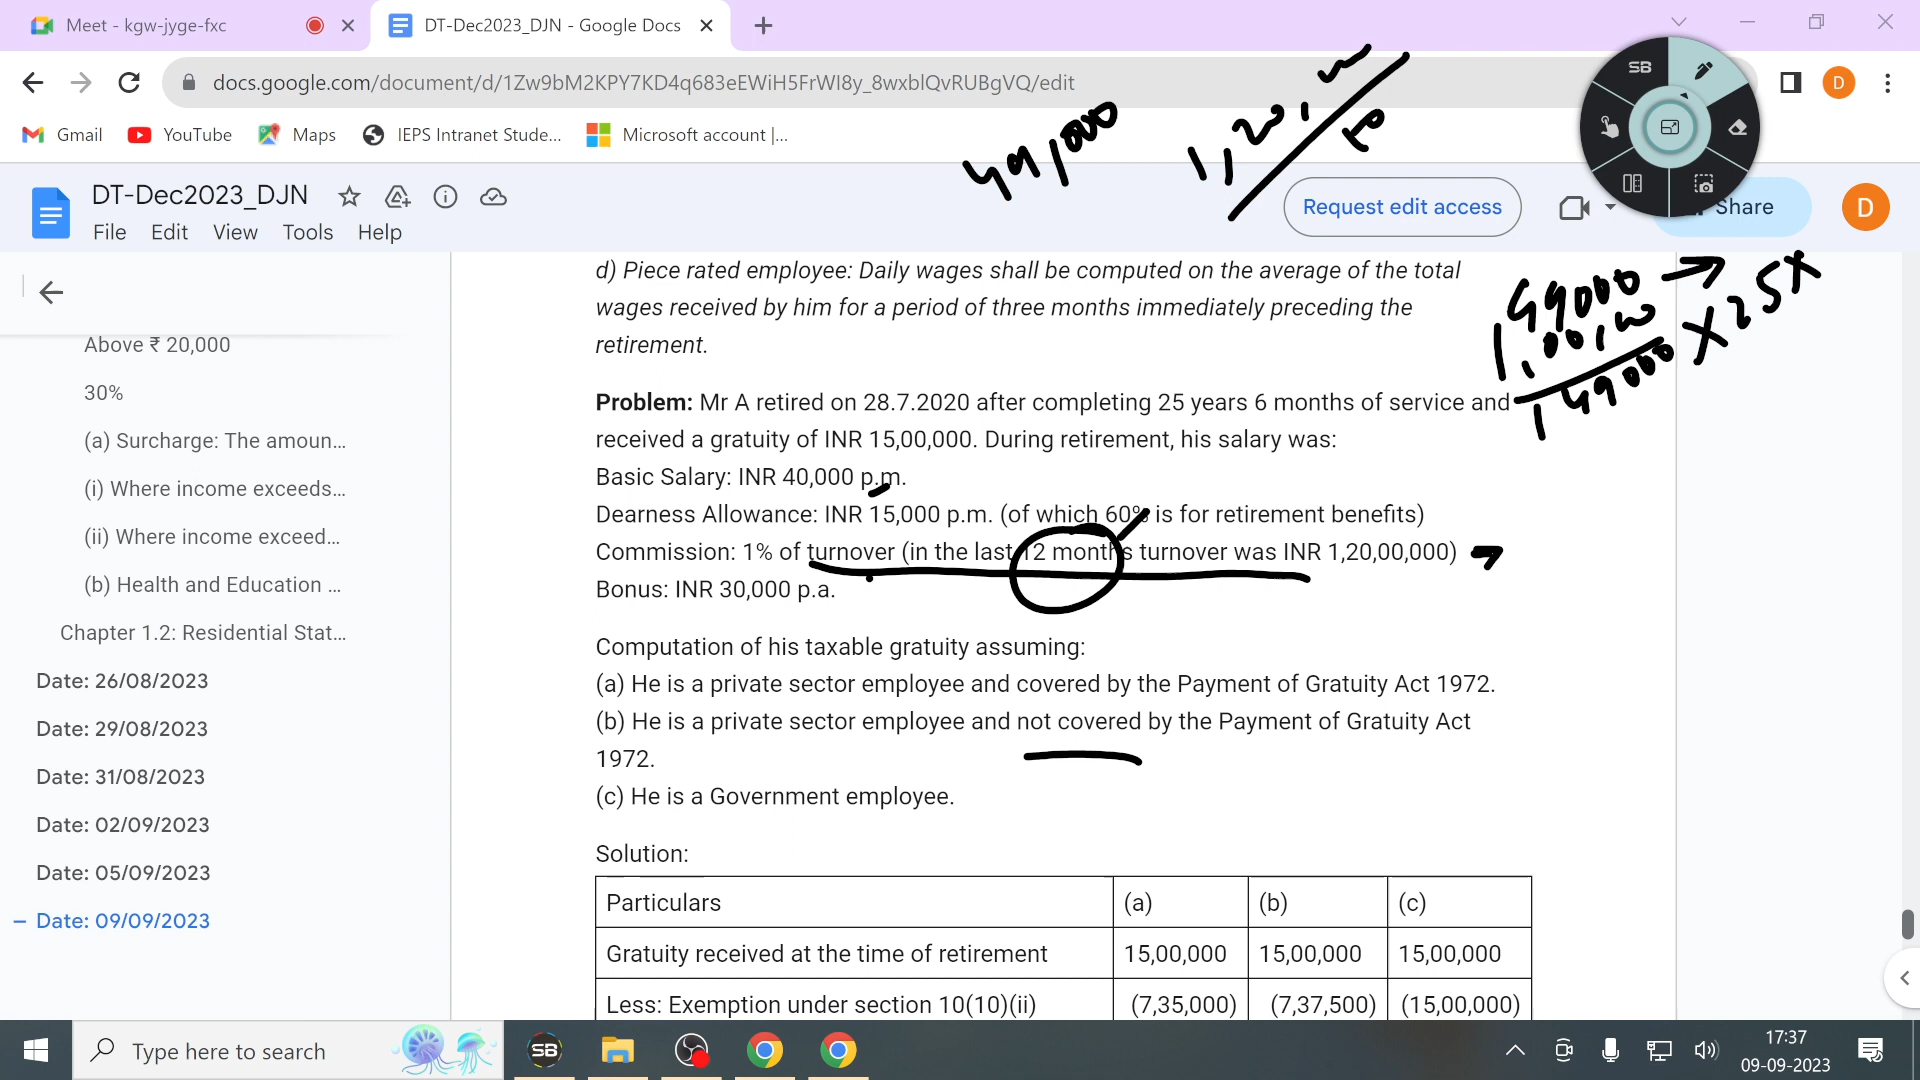 Meet - kgw-jyge-fxc
DT-Dec2023_DJN - Google Docs
docs.google.com/document/d/1Zw9bM2KPY7KD4q683eEWiH5FrWI8y_8wxblQvRUBgVQ/edit
SB
D
Gmail
YouTube
Maps
IEPS Intranet Stude...
Microsoft account |...
49,000
DT-Dec2023_DJN
File Edit View Tools Help
Request edit access
Share
D
Above ₹ 20,000
30%
(a) Surcharge: The amoun...
(i) Where income exceeds...
(ii) Where income exceed...
(b) Health and Education ...
Chapter 1.2: Residential Stat...
Date: 26/08/2023
Date: 29/08/2023
Date: 31/08/2023
Date: 02/09/2023
Date: 05/09/2023
Date: 09/09/2023
d) Piece rated employee: Daily wages shall be computed on the average of the total
wages received by him for a period of three months immediately preceding the
retirement.
49000
149000 X 25 X
Problem: Mr A retired on 28.7.2020 after completing 25 years 6 months of service and
received a gratuity of INR 15,00,000. During retirement, his salary was:
Basic Salary: INR 40,000 p.m.
Dearness Allowance: INR 15,000 p.m. (of which 60% is for retirement benefits)
Commission: 1% of turnover (in the last 12 months turnover was INR 1,20,00,000)
Bonus: INR 30,000 p.a.
Computation of his taxable gratuity assuming:
(a) He is a private sector employee and covered by the Payment of Gratuity Act 1972.
(b) He is a private sector employee and not covered by the Payment of Gratuity Act
1972.
(c) He is a Government employee.
Solution:
Particulars (a) (b) (c)
Gratuity received at the time of retirement 15,00,000 15,00,000 15,00,000
Less: Exemption under section 10(10)(ii) (7,35,000) (7,37,500) (15,00,000)
Type here to search
SB
17:37
09-09-2023